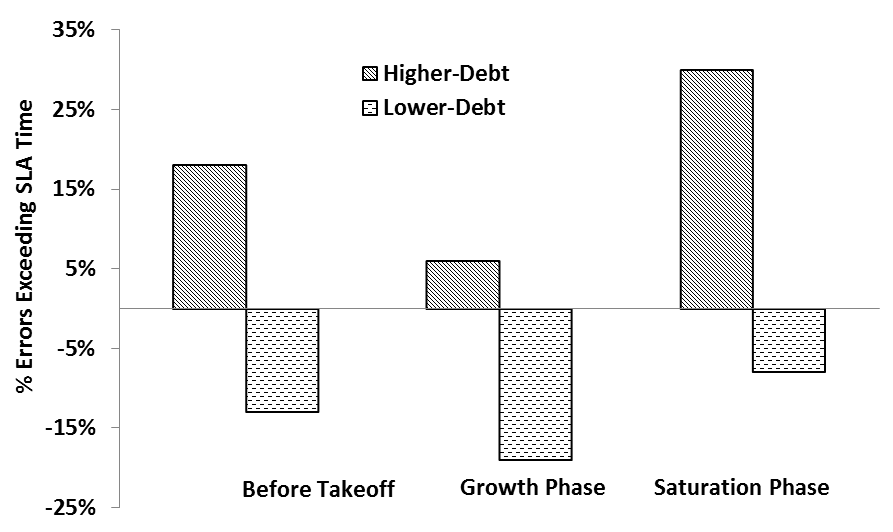 35%
25%
15%
5%
-5%
-15%
-25%
% Errors Exceeding SLA Time
Higher-Debt
Lower-Debt
Before Takeoff
Growth Phase
Saturation Phase